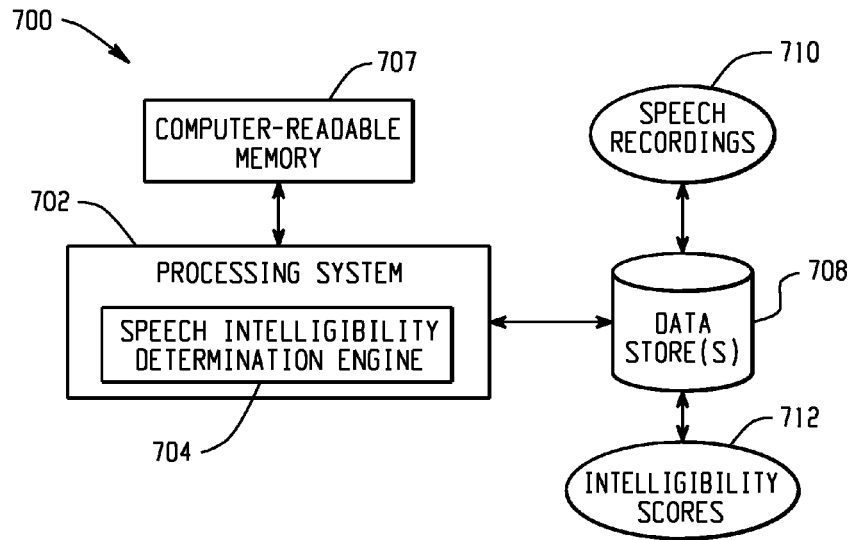 700
707
COMPUTER-READABLE
MEMORY
710
SPEECH
RECORDINGS
702
PROCESSING SYSTEM
SPEECH INTELLIGIBILITY
DETERMINATION ENGINE
704
708
DATA
STORE(S)
712
INTELLIGIBILITY
SCORES